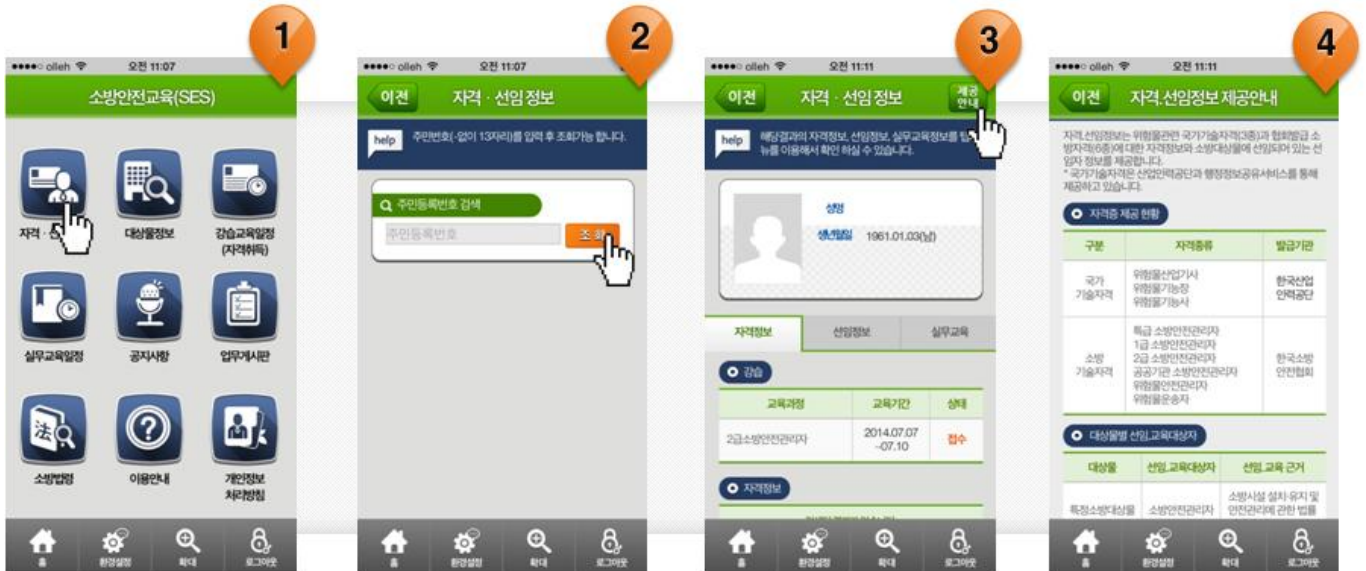 1
olleh 오전 11:07
소방안전교육(SES)
자격 ·
대상물정보
강습교육일정
(자격취득)
실무교육일정
공지사항
업무게시판
法
소방법령
이용안내
개인정보
처리방침
홈
환경설정
확대
로그아웃
2
olleh 오전 11:07
이전 자격 · 선임 정보
help 주민번호(-없이 13자리)를 입력 후 조회가능 합니다.
주민등록번호 검색
주민등록번호 조회
홈
환경설정
확대
로그아웃
3
olleh 오전 11:11
이전 자격 · 선임 정보 제공
안내
help 해당결과의 자격정보, 선임정보, 실무교육정보를 탭
뉴를 이용해서 확인 하실 수 있습니다.
성명
생년월일 1961.01.03(남)
자격정보 선임정보 실무교육
강습
교육과정 교육기간 상태
2급소방안전관리자 2014.07.07
~07.10 접수
자격정보
홈
환경설정
확대
로그아웃
4
olleh 오전 11:11
이전 자격.선임정보 제공안내
자격.선임정보는 위험물관련 국가기술자격(3종)과 협회발급 소
방자격(6종)에 대한 자격정보와 소방대상물에 선임되어 있는 선
임자 정보를 제공합니다.
* 국가기술자격은 산업인력공단과 행정정보공유서비스를 통해
제공하고 있습니다.
자격증 제공 현황
구분 자격종류 발급기관
국가
기술자격
위험물산업기사
위험물기능장
위험물기능사
한국산업
인력공단
소방
기술자격
특급 소방안전관리자
1급 소방안전관리자
2급 소방안전관리자
공공기관 소방안전관리자
위험물안전관리자
위험물운송자
한국소방
안전협회
대상물별 선임.교육대상자
대상물 선임.교육대상자 선임.교육 근거
특정소방대상물 소방안전관리자 소방시설 설치·유지 및
안전관리에 관한 법률
홈
환경설정
확대
로그아웃